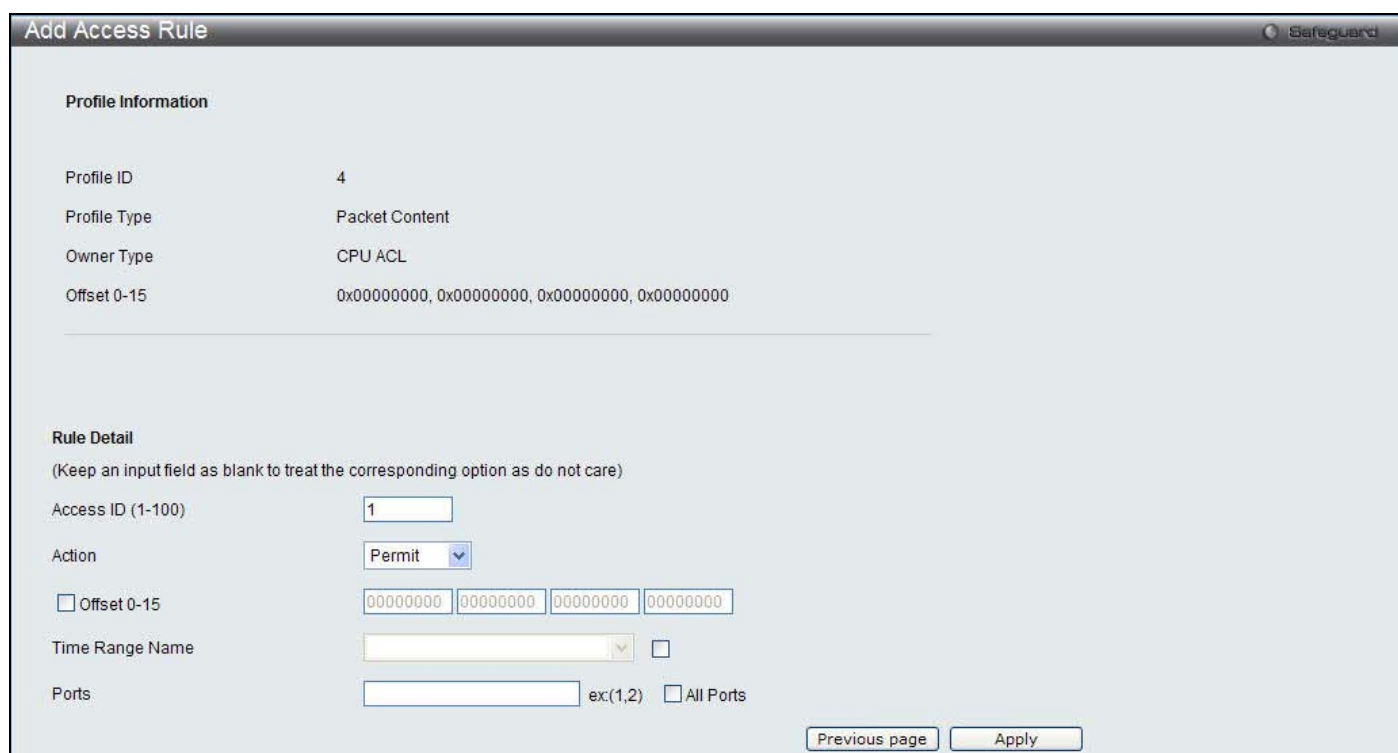 Add Access Rule
Safeguard
Profile Information
Profile ID 4
Profile Type Packet Content
Owner Type CPU ACL
Offset 0-15 0x00000000, 0x00000000, 0x00000000, 0x00000000
Rule Detail
(Keep an input field as blank to treat the corresponding option as do not care)
Access ID (1-100) 1
Action Permit
Offset 0-15 00000000 00000000 00000000 00000000
Time Range Name
Ports ex:(1,2) All Ports
Previous page Apply